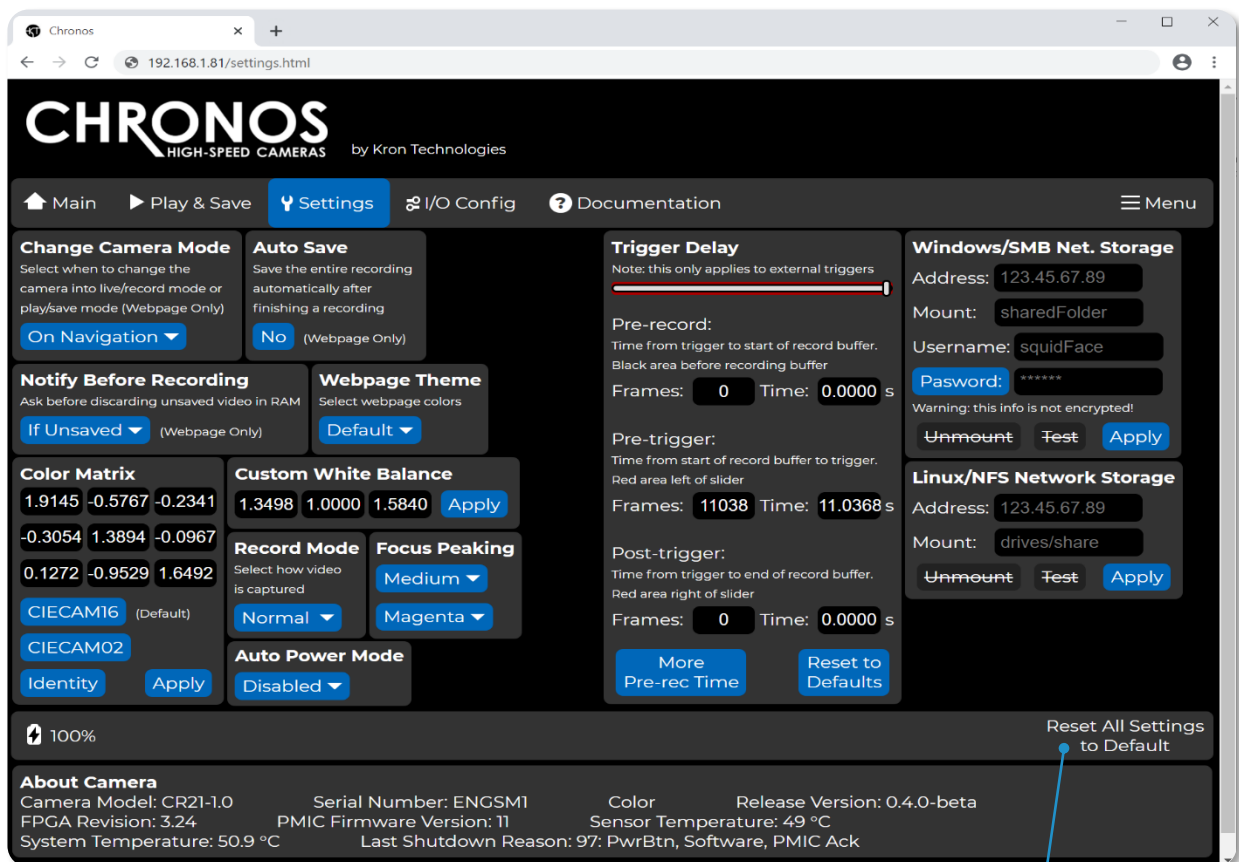 Chronos
192.168.1.81/settings.html
CHRONOS
HIGH-SPEED CAMERAS
by Kron Technologies
Main
Play & Save
Settings
I/O Config
Documentation
Menu
Change Camera Mode
Select when to change the
camera into live/record mode or
play/save mode (Webpage Only)
On Navigation
Auto Save
Save the entire recording
automatically after
finishing a recording
No (Webpage Only)
Notify Before Recording
Ask before discarding unsaved video in RAM
If Unsaved (Webpage Only)
Webpage Theme
Select webpage colors
Default
Color Matrix
1.9145 -0.5767 -0.2341
-0.3054 1.3894 -0.0967
0.1272 -0.9529 1.6492
CIECAM16 (Default)
CIECAM02
Identity Apply
Custom White Balance
1.3498 1.0000 1.5840 Apply
Record Mode
Select how video
is captured
Normal
Focus Peaking
Medium
Magenta
Auto Power Mode
Disabled
Trigger Delay
Note: this only applies to external triggers
Pre-record:
Time from trigger to start of record buffer.
Black area before recording buffer
Frames: 0 Time: 0.0000 s
Pre-trigger:
Time from start of record buffer to trigger.
Red area left of slider
Frames: 11038 Time: 11.0368 s
Post-trigger:
Time from trigger to end of record buffer.
Red area right of slider
Frames: 0 Time: 0.0000 s
More
Pre-rec Time
Reset to
Defaults
Windows/SMB Net. Storage
Address: 123.45.67.89
Mount: sharedFolder
Username: squidFace
Pasword: ******
Warning: this info is not encrypted!
Unmount Test Apply
Linux/NFS Network Storage
Address: 123.45.67.89
Mount: drives/share
Unmount Test Apply
100%
Reset All Settings
to Default
About Camera
Camera Model: CR21-1.0 Serial Number: ENGSM1 Color Release Version: 0.4.0-beta
FPGA Revision: 3.24 PMIC Firmware Version: 11 Sensor Temperature: 49 °C
System Temperature: 50.9 °C Last Shutdown Reason: 97: PwrBtn, Software, PMIC Ack